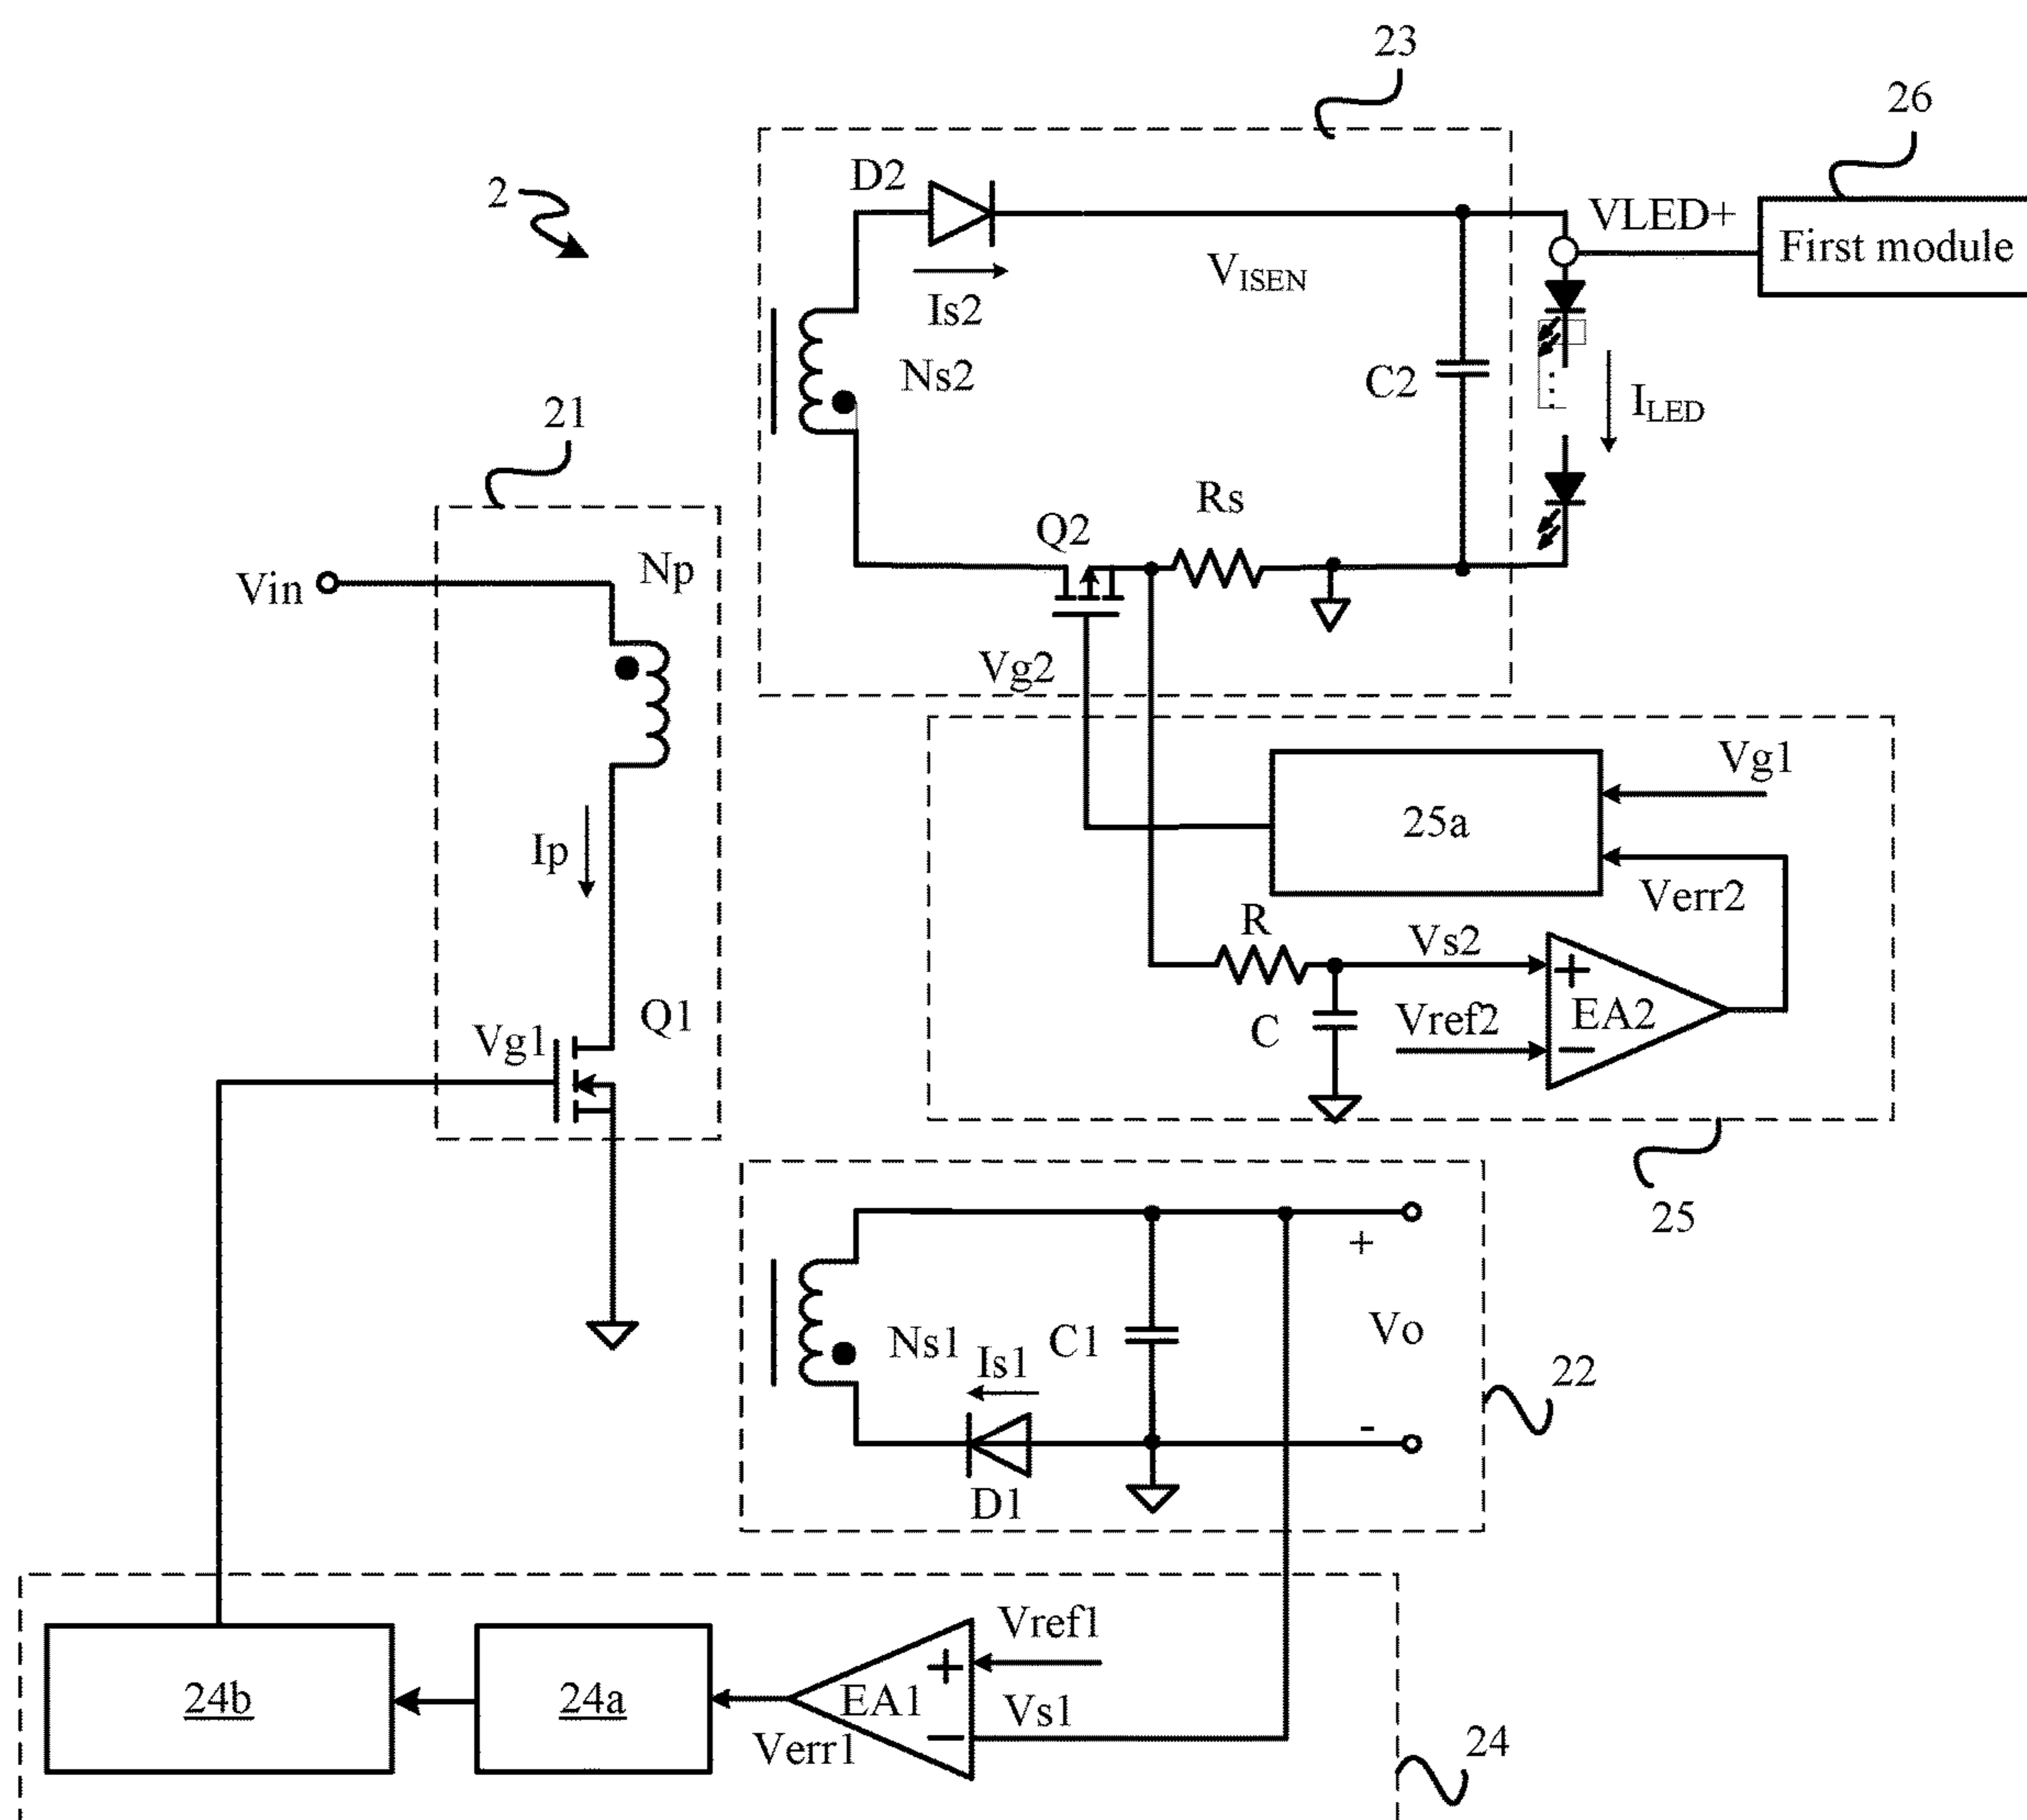 23
26
2
D2
VLED+
First module
V_ISEN
Is2
Ns2
C2
I_LED
21
Rs
Q2
Np
Vin
Vg2
Vg1
25a
Ip
Verr2
R
Vs2
Q1
Vg1
C
Vref2
+
EA2
−
25
+
Ns1
C1
Vo
Is1
22
-
D1
Vref1
+
24b
24a
EA1
Vs1
−
Verr1
24